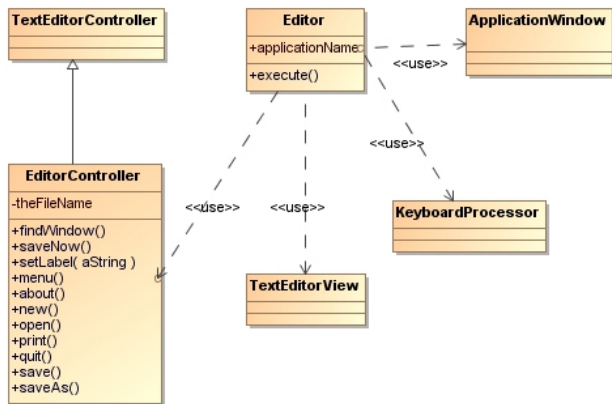 TextEditorController
Editor
+applicationName
+execute()
ApplicationWindow
<<use>>
<<use>>
<<use>>
<<use>>
EditorController
-theFileName
+findWindow()
+saveNow()
+setLabel( aString )
+menu()
+about()
+new()
+open()
+print()
+quit()
+save()
+saveAs()
KeyboardProcessor
TextEditorView